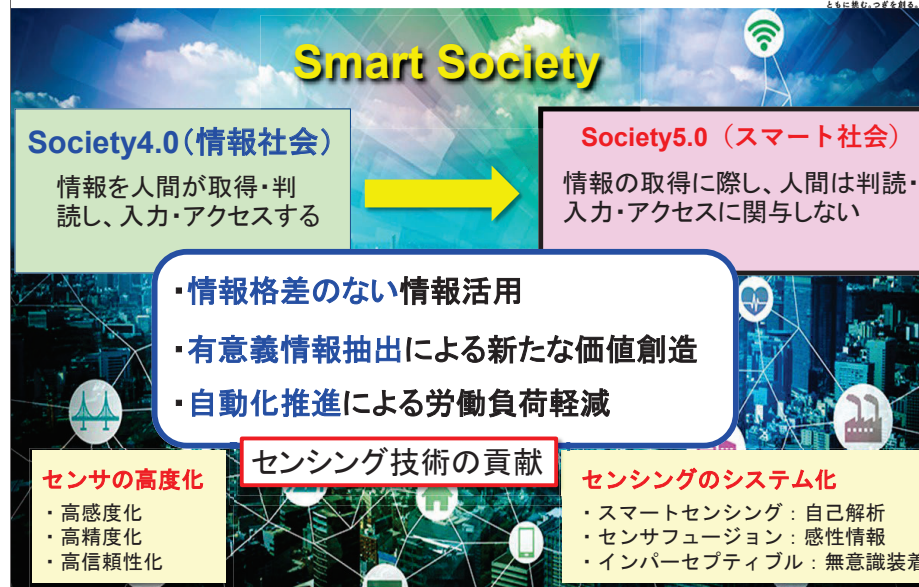 ともに挑む。つぎを創る。
Smart Society
Society4.0(情報社会)
情報を人間が取得・判
読し、入力・アクセスする
Society5.0（スマート社会）
情報の取得に際し、人間は判読・
入力・アクセスに関与しない
・情報格差のない情報活用
・有意義情報抽出による新たな価値創造
・自動化推進による労働負荷軽減
センシング技術の貢献
センサの高度化
・高感度化
・高精度化
・高信頼性化
センシングのシステム化
・スマートセンシング：自己解析
・センサフュージョン：感性情報
・インパーセプティブル：無意識装着